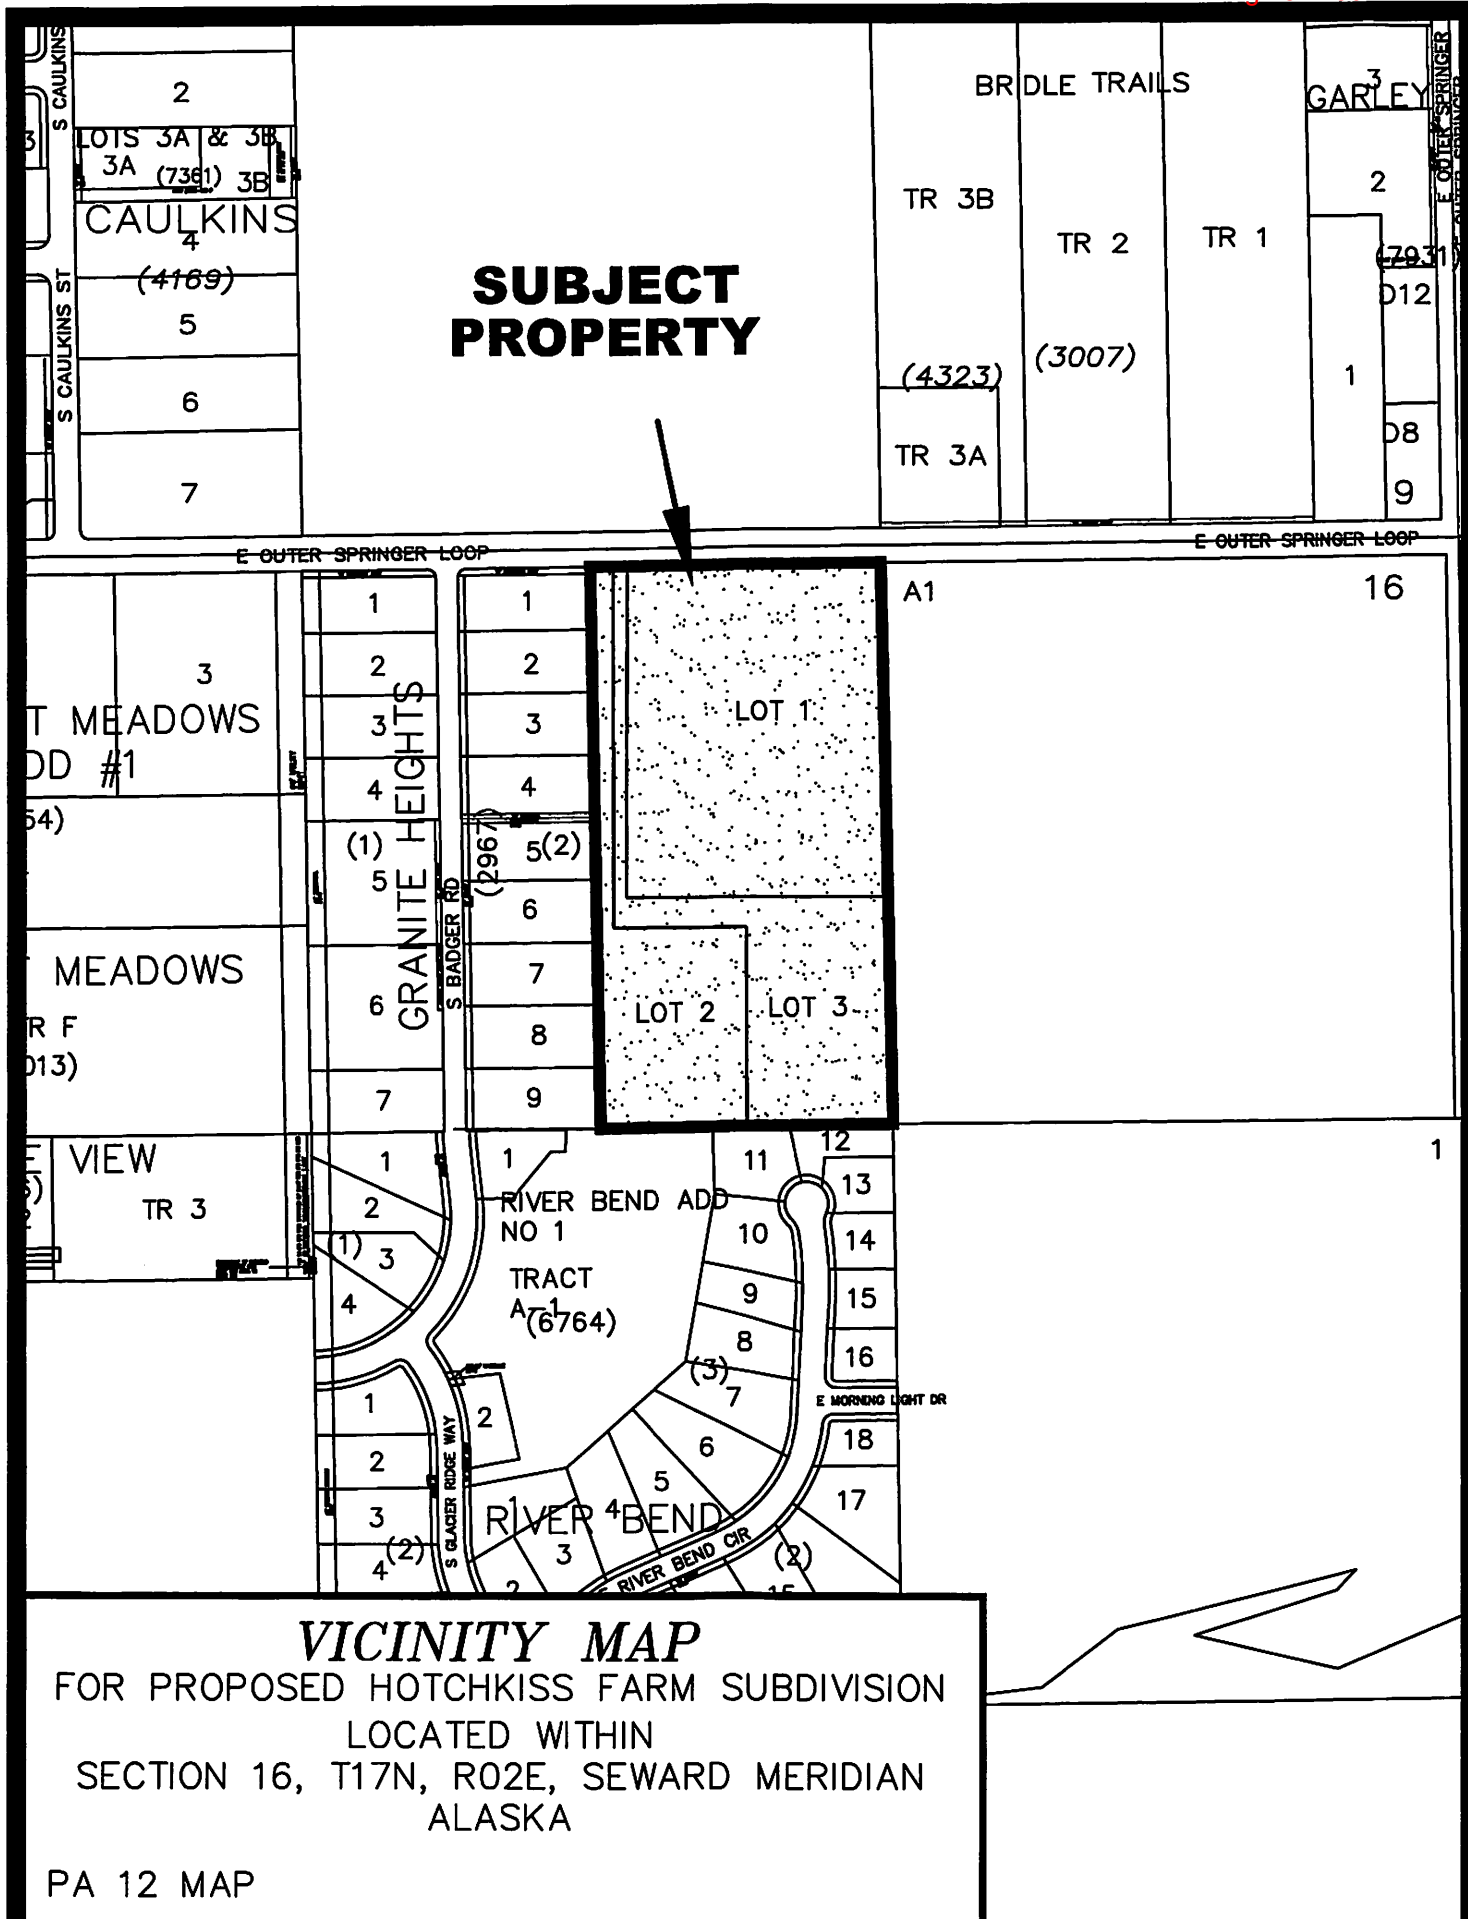 S CAULKINS
2
3
LOTS 3A & 3B
3A
(7361)
3B
CAULKINS
4
(4169)
5
6
7
S CAULKINS ST
SUBJECT
PROPERTY
BRIDLE TRAILS
TR 3B
TR 2
TR 1
(4323)
(3007)
TR 3A
3
GARLEY
2
(7931)
D12
1
D8
9
E OUTER SPRINGER
E OUTER SPRINGER
E OUTER SPRINGER LOOP
E OUTER SPRINGER LOOP
A1
16
3
T MEADOWS
DD #1
54)
MEADOWS
R F
013)
1
2
3
4
(1)
5
6
7
GRANITE HEIGHTS
S BADGER RD
(2967)
1
2
3
4
5
(2)
6
7
8
9
LOT 1
LOT 2
LOT 3
E VIEW
TR 3
1
2
(1)
3
4
1
RIVER BEND ADD
NO 1
TRACT
A-1
(6764)
11
12
13
10
14
9
15
8
16
(3)
7
E MORNING LIGHT DR
6
18
5
17
4
1
RIVER BEND
3
2
E RIVER BEND CIR
(2)
15
1
2
3
(2)
4
S GLACIER RIDGE WAY
2
1
VICINITY MAP
FOR PROPOSED HOTCHKISS FARM SUBDIVISION
LOCATED WITHIN
SECTION 16, T17N, R02E, SEWARD MERIDIAN
ALASKA
PA 12 MAP